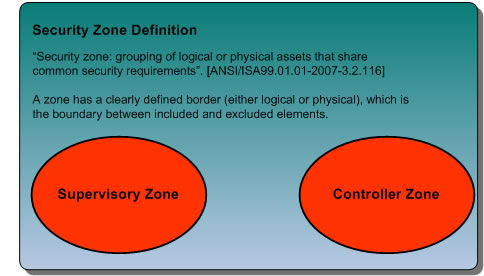 Security Zone Definition
“Security zone: grouping of logical or physical assets that share
common security requirements”. [ANSI/ISA99.01.01-2007-3.2.116]
A zone has a clearly defined border (either logical or physical), which is
the boundary between included and excluded elements.
Supervisory Zone
Controller Zone